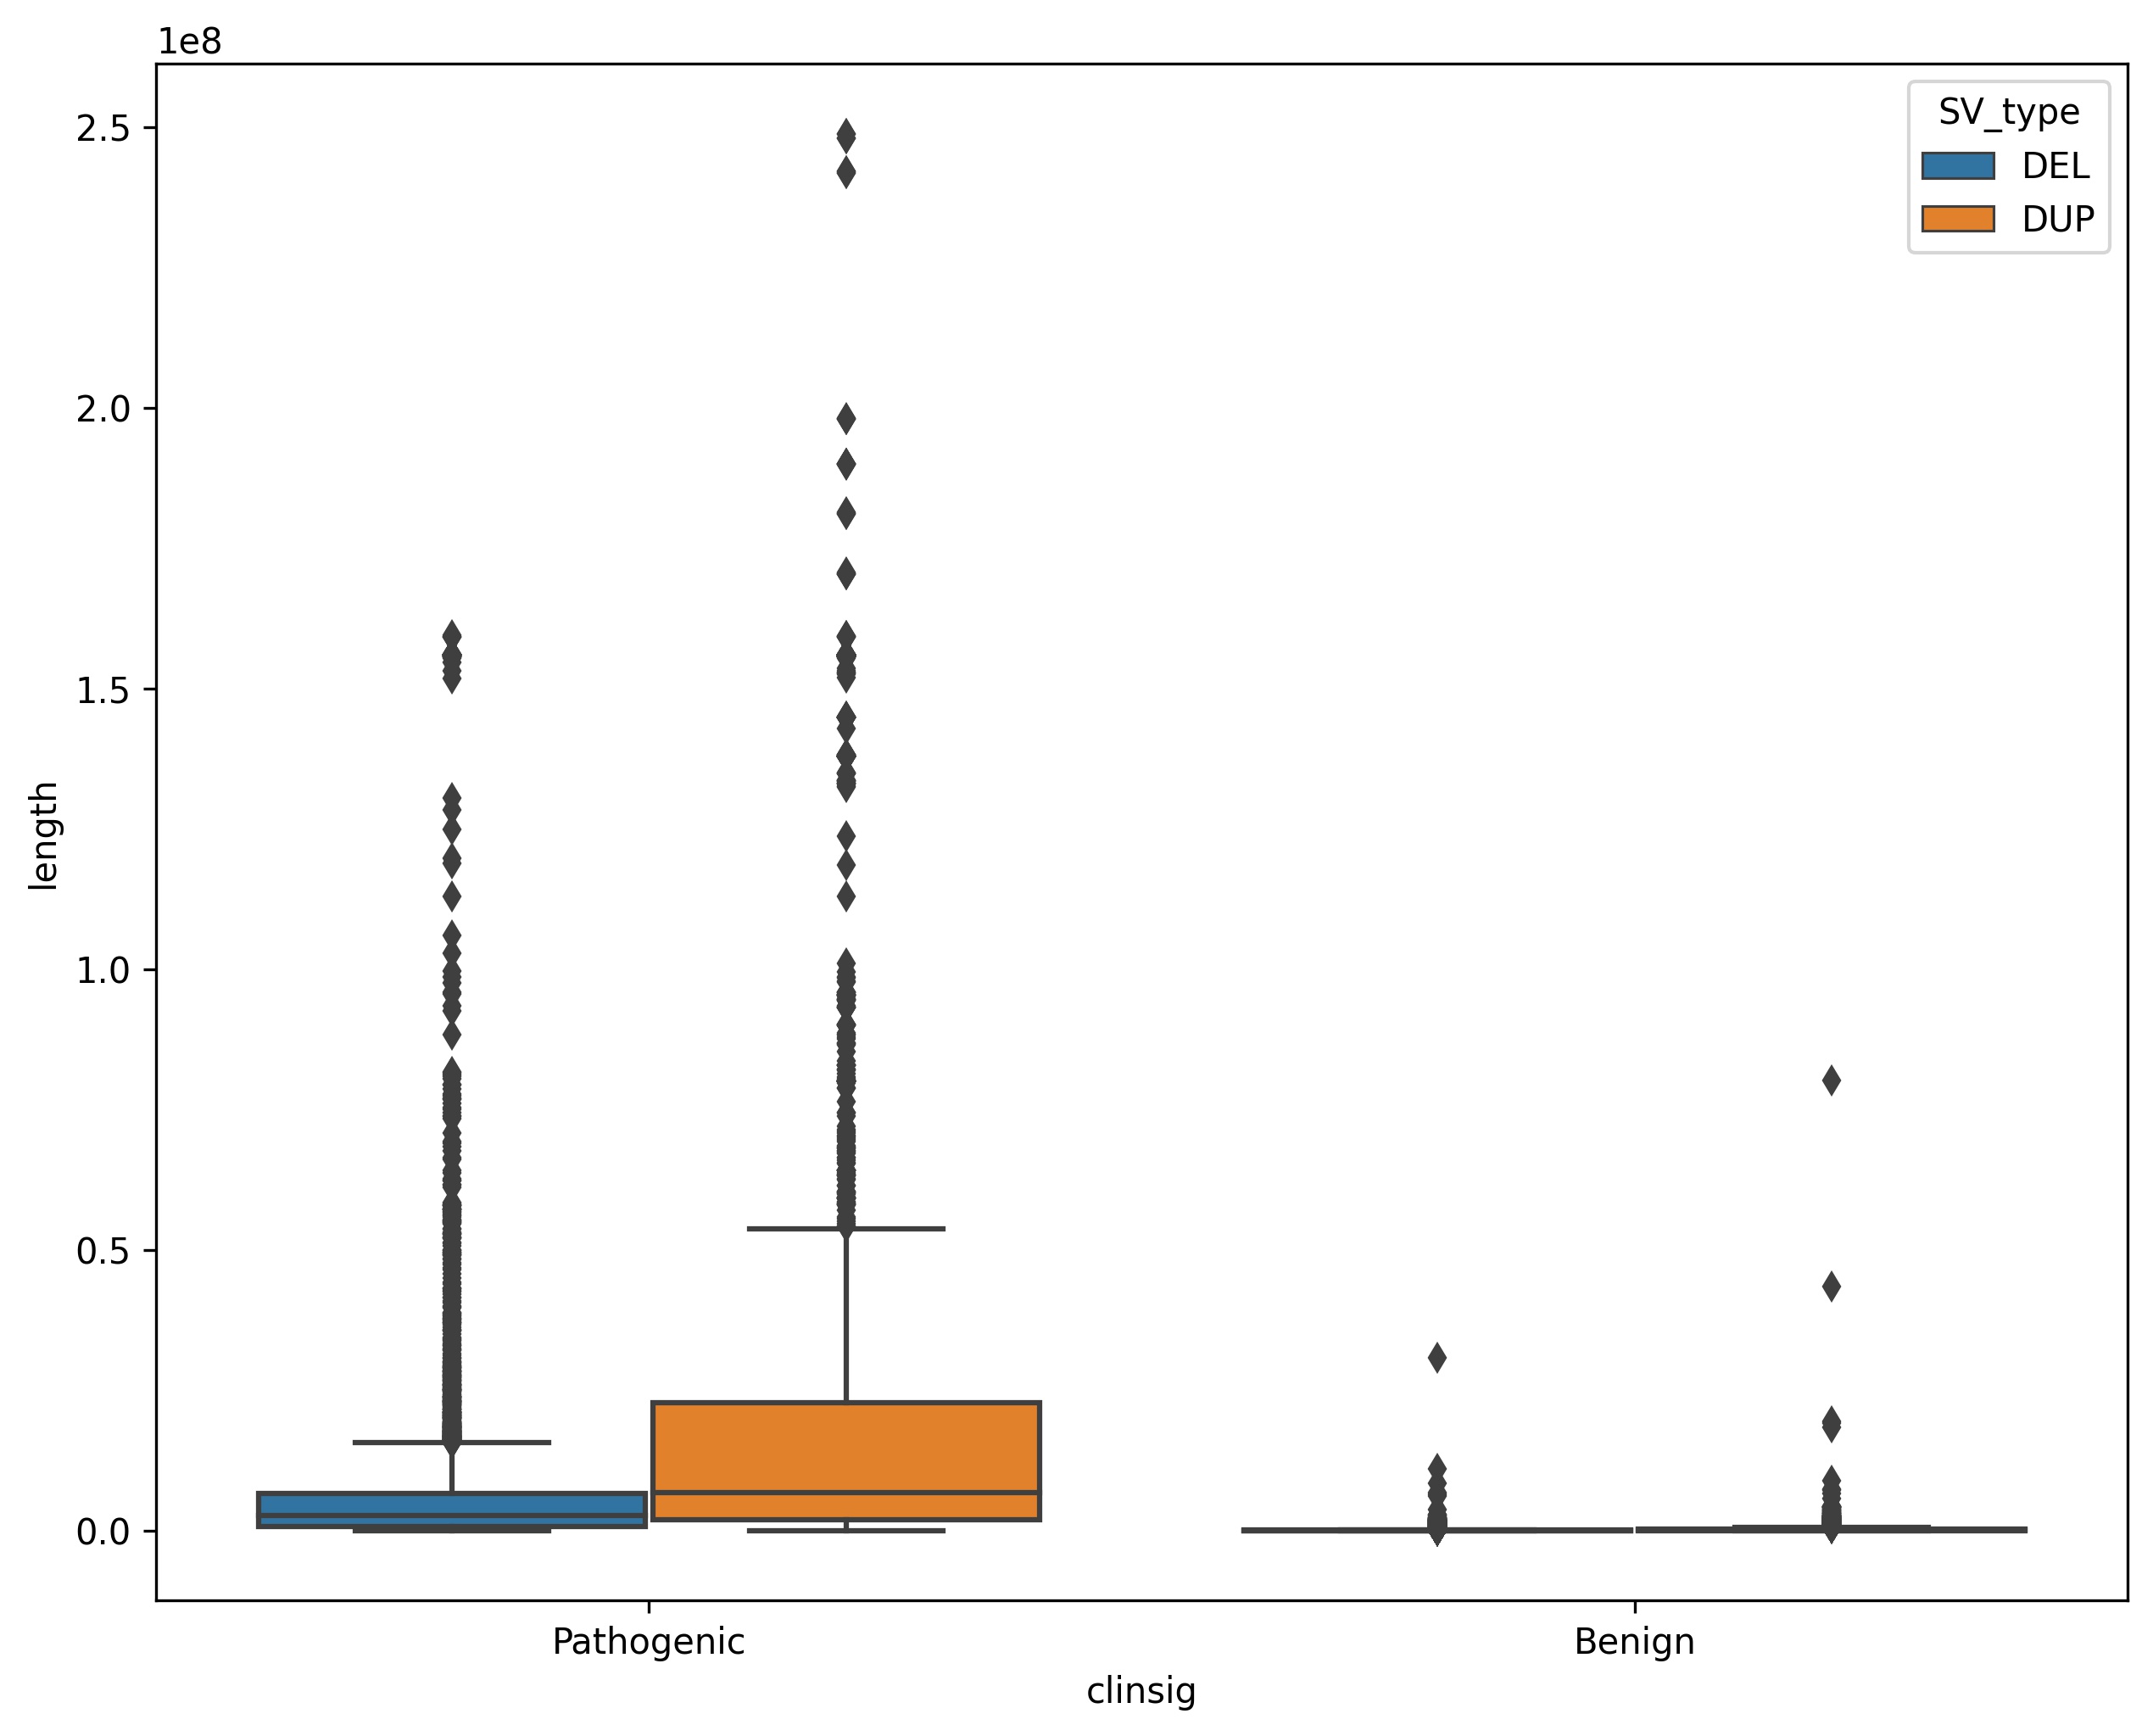 1e8
2.5
2.0
1.5
1.0
0.5
0.0
length
SV_type
DEL
DUP
Pathogenic
Benign
clinsig